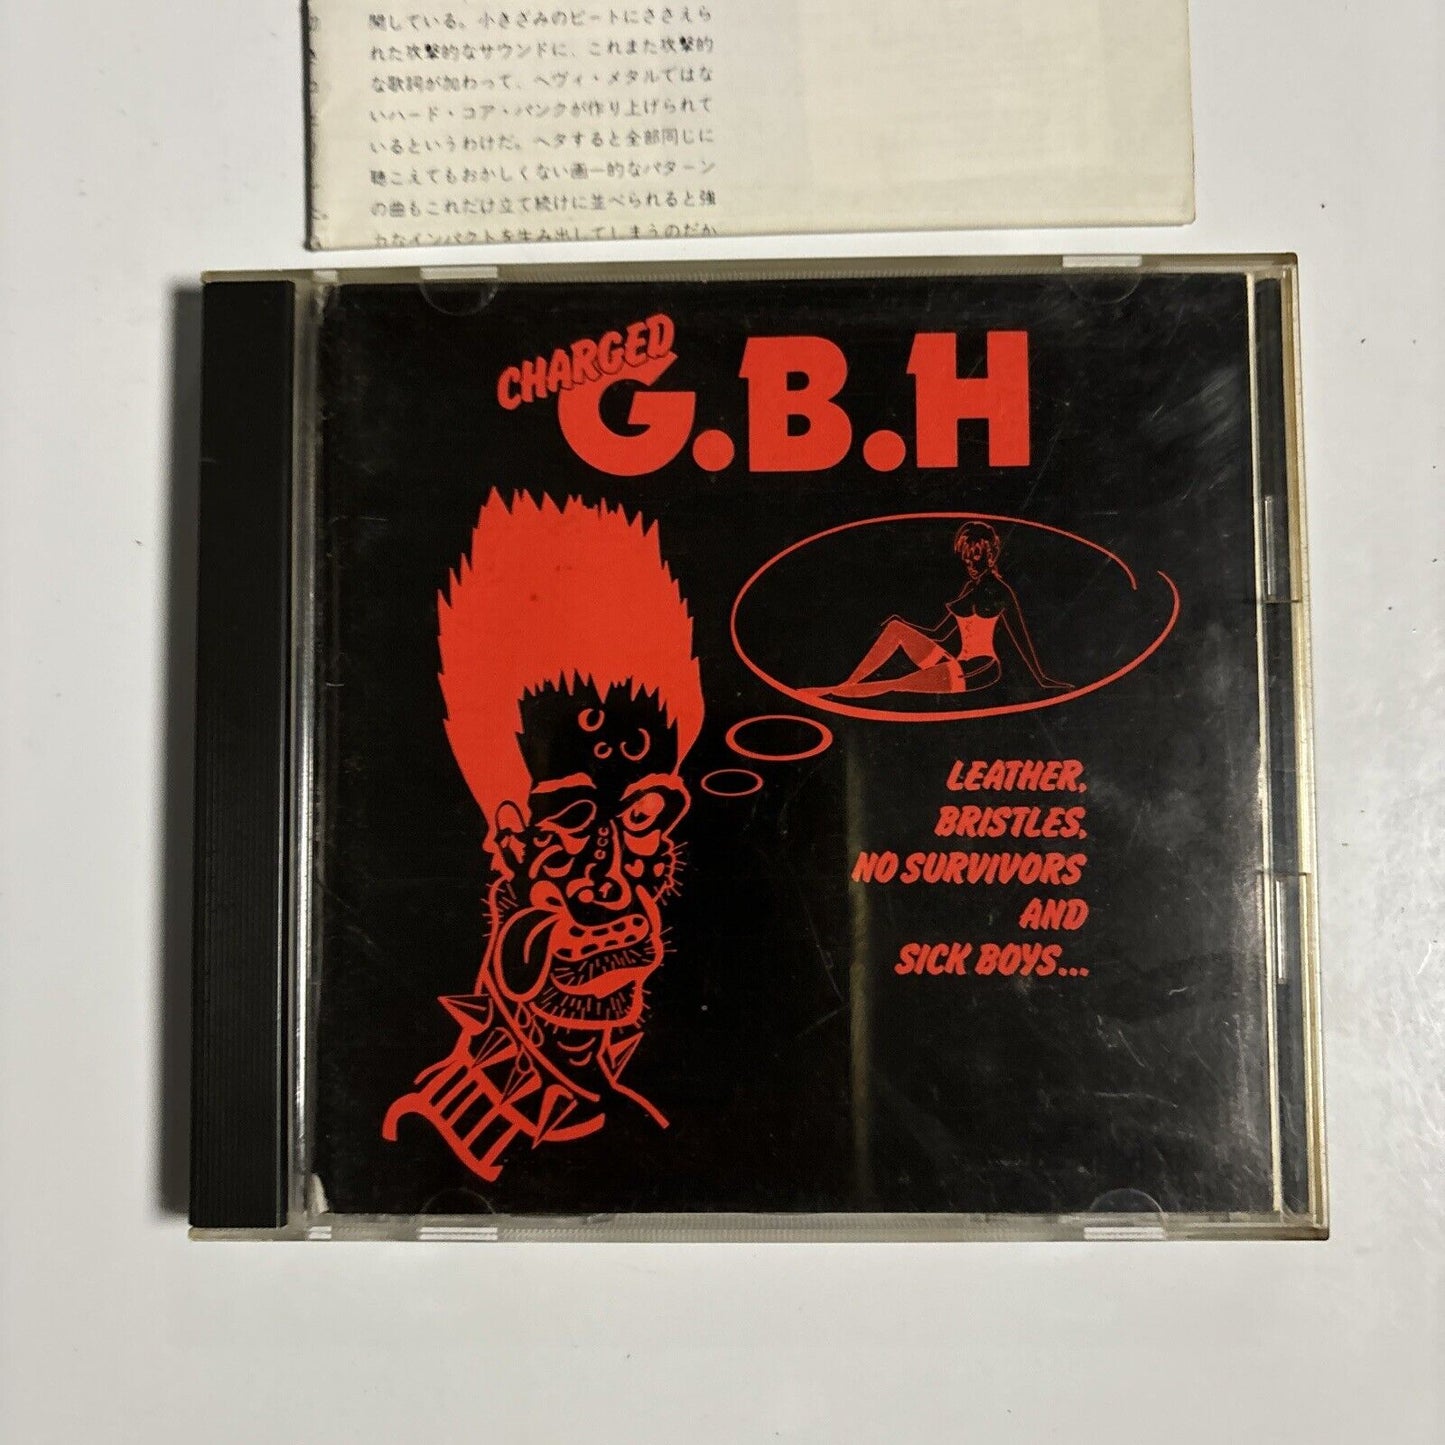 関している。小きざみのビートにささえら
れた攻撃的なサウンドに、これまた攻撃的
な歌詞が加わって、ヘヴィ・メタルではな
いハード・コア・パンクが作り上げられて
いるというわけだ。ヘタすると全部同じに
聴こえてもおかしくない画一的なパターン
の曲もこれだけ立て続けに並べられると強
力なインパクトを生み出してしまうのだか
CHARGED
G.B.H
LEATHER,
BRISTLES,
NO SURVIVORS
AND
SICK BOYS...